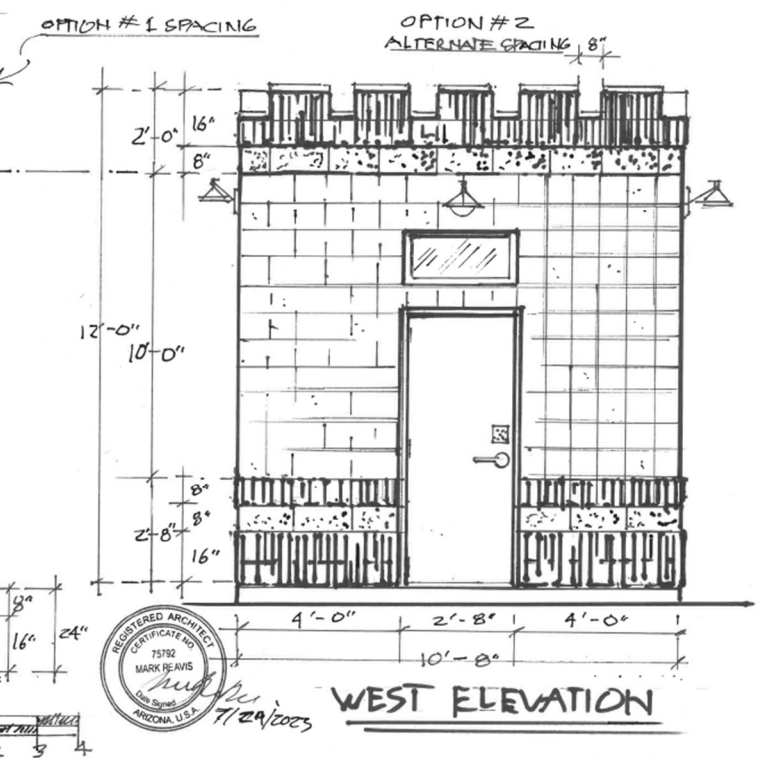 OPTION # 1 SPACING
OPTION # 2
ALTERNATE SPACING
8"
2'-0"
16"
8"
12'-0"
10'-0"
8"
8"
2'-8"
16"
8"
16"
24"
4'-0"
2'-8"
4'-0"
10'-8"
REGISTERED ARCHITECT
CERTIFICATE NO.
75792
MARK REAVIS
Date Signed
ARIZONA, U.S.A.
7/29/2023
WEST ELEVATION
3
4